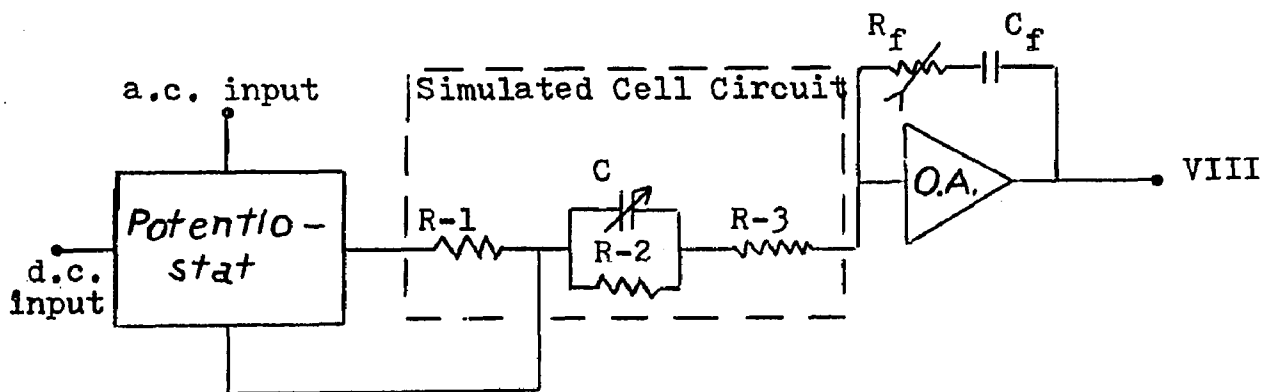 R_f
C_f
a.c. input
Simulated Cell Circuit
VIII
C
O.A.
Potentio-
stat
R-1
R-3
R-2
d.c.
input